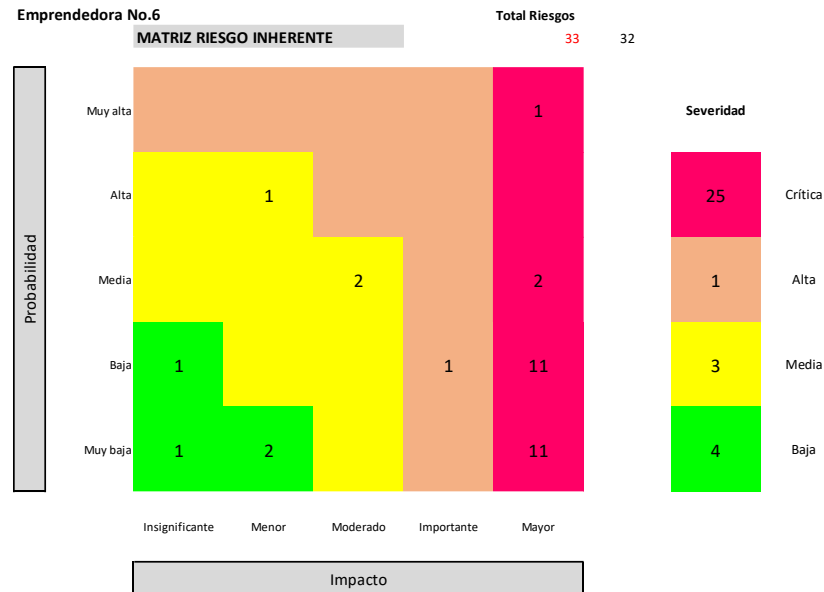 Emprendedora No.6 Total Riesgos
MATRIZ RIESGO INHERENTE 33 32
Muy alta 1 Severidad
Alta 1 25 Crítica
Media 2 2 1 Alta
Baja 1 1 11 3 Media
Muy baja 1 2 11 4 Baja
Probabilidad
Insignificante Menor Moderado Importante Mayor
Impacto